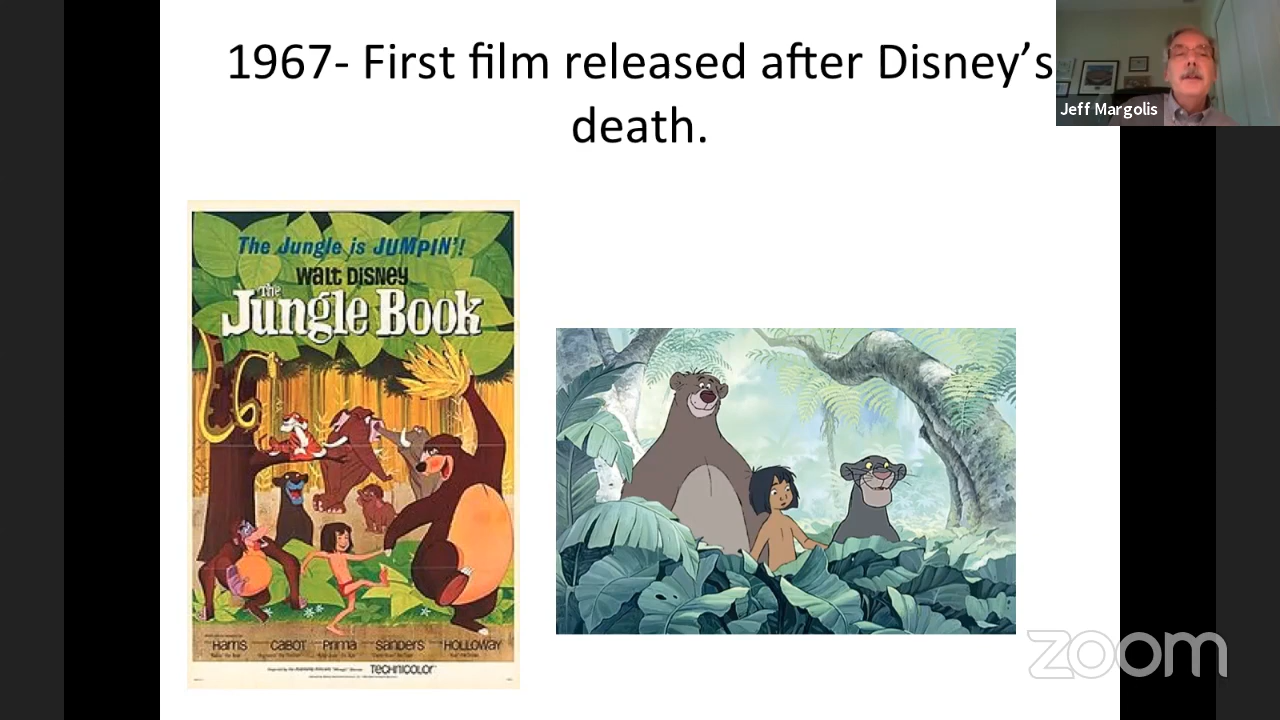 1967- First film released after Disney's
death.
Jeff Margolis
The Jungle is JUMPIN'!
WALT DISNEY
The
Jungle Book
HARRIS CABOT PRIMA SANDERS HOLLOWAY
TECHNICOLOR
zoom